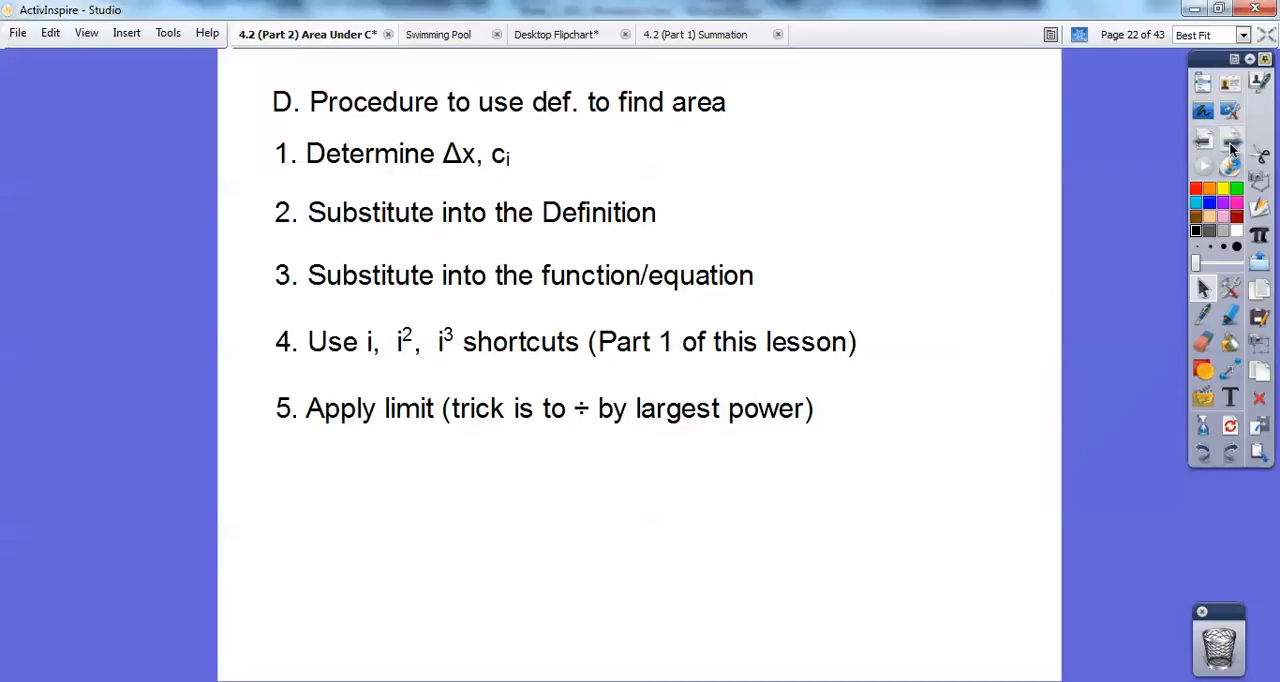 ActivInspire - Studio
File Edit View Insert Tools Help
4.2 (Part 2) Area Under C* Swimming Pool Desktop Flipchart* 4.2 (Part 1) Summation
Page 22 of 43 Best Fit
D. Procedure to use def. to find area
1. Determine Δx, cᵢ
2. Substitute into the Definition
3. Substitute into the function/equation
4. Use i, i², i³ shortcuts (Part 1 of this lesson)
5. Apply limit (trick is to ÷ by largest power)